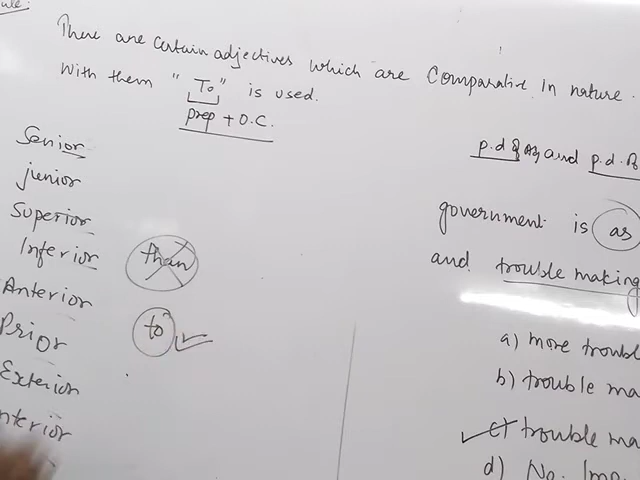 Rule:
There are certain adjectives which are Comparative in nature.
With them "To" is used.
prep + O.C.
Senior
junior
Superior
Inferior
than
Anterior
to
Prior
Exterior
nterior
p.d of Adj and p.d.
government is as
and trouble making
a) more troubl
b) trouble ma
c) trouble ma
d) No. Imp